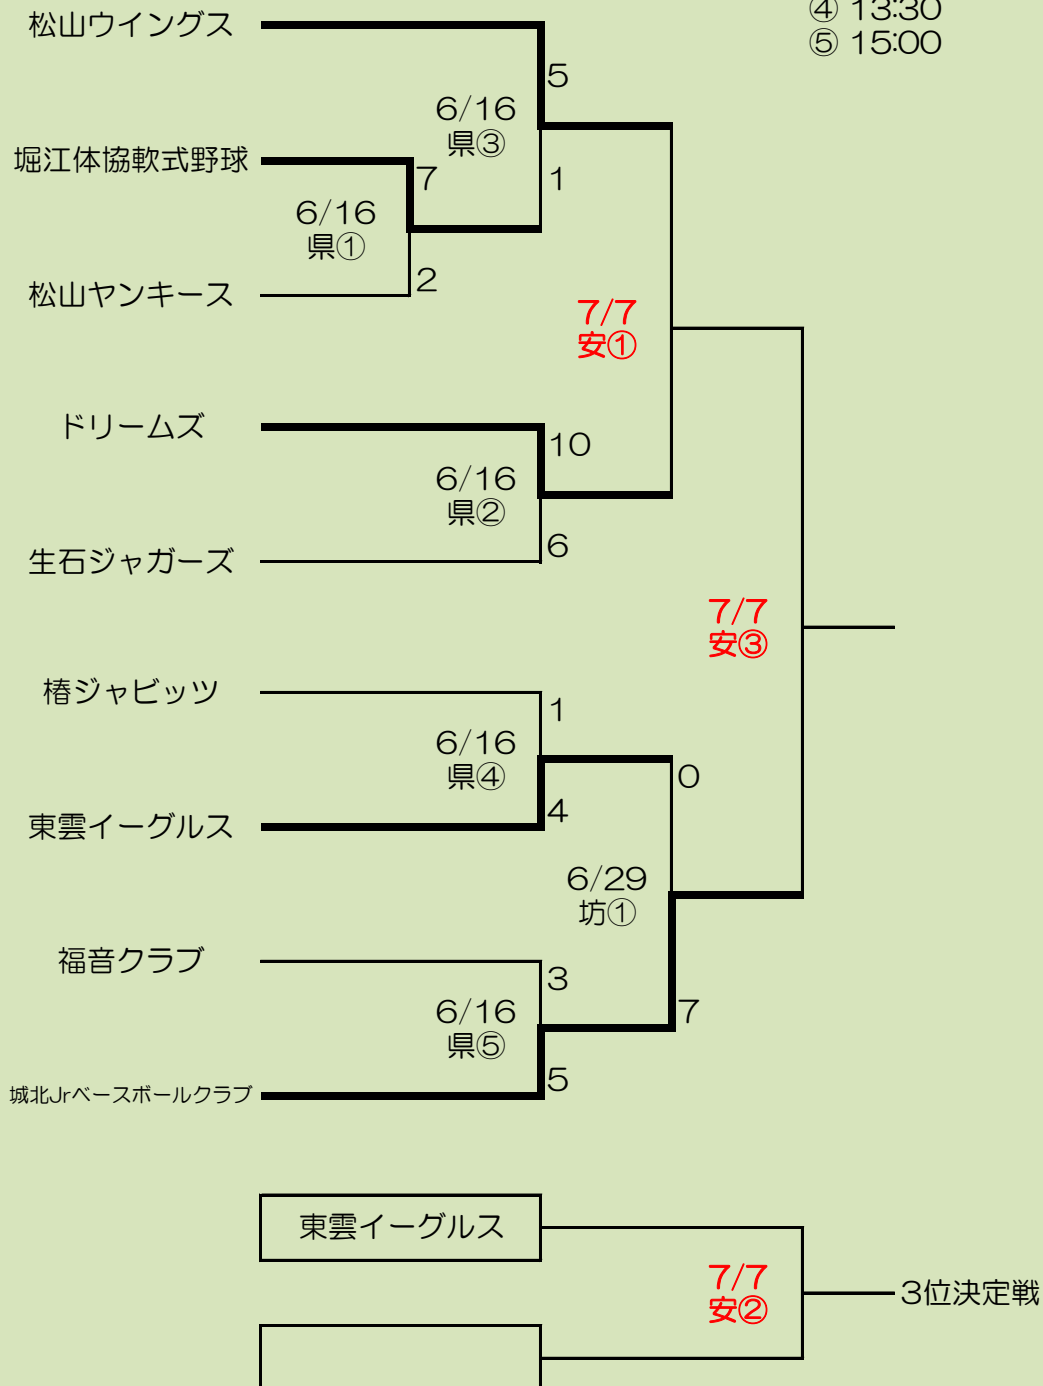 ④ 13:30
⑤ 15:00
松山ウイングス
5
6/16
県③
堀江体協軟式野球
7
1
6/16
県①
松山ヤンキース
2
7/7
安①
ドリームズ
10
6/16
県②
生石ジャガーズ
6
7/7
安③
椿ジャビッツ
1
6/16
県④
0
東雲イーグルス
4
6/29
坊①
福音クラブ
3
6/16
県⑤
7
城北Jrベースボールクラブ
5
東雲イーグルス
7/7
安②
3位決定戦